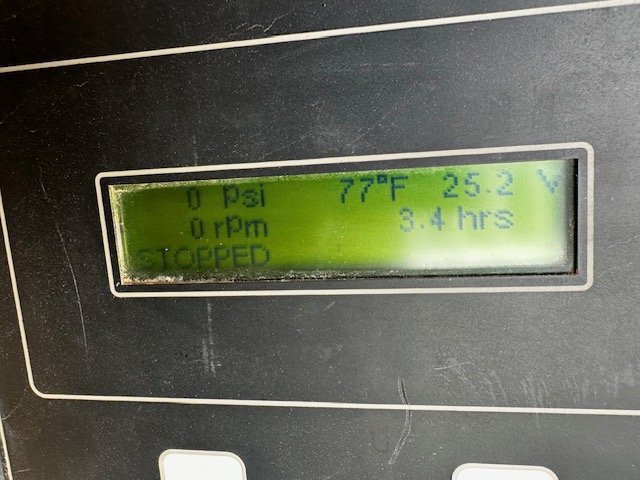 0 psi 77°F 25.2 V
0 rpm 3.4 hrs
STOPPED